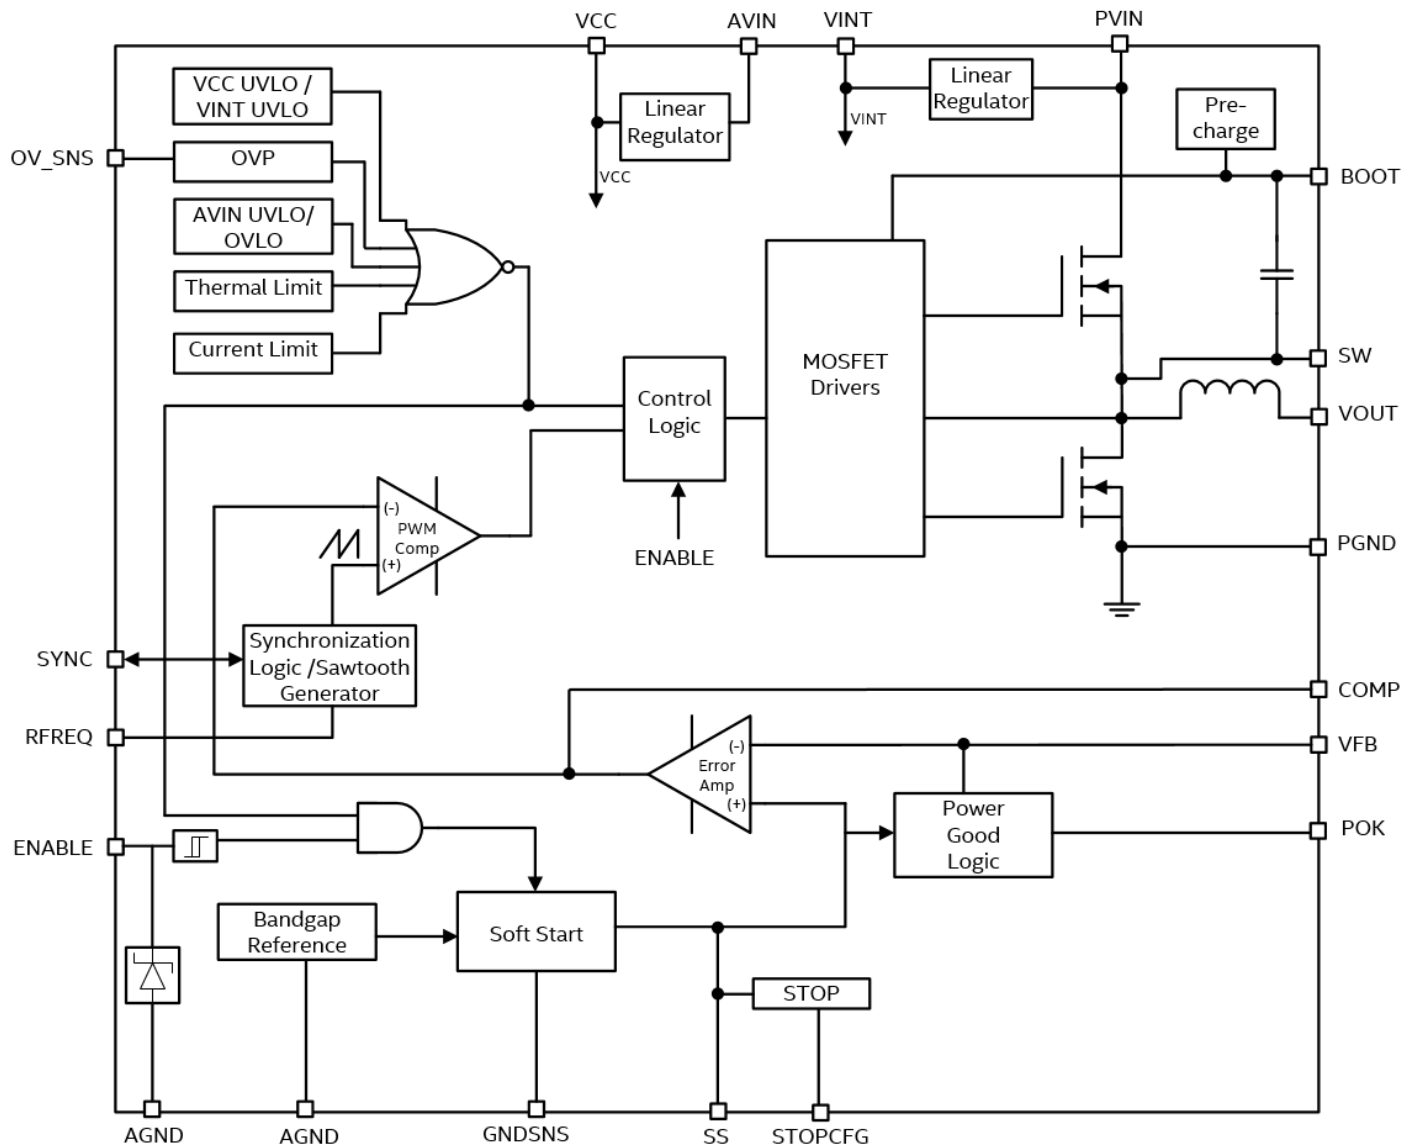 VCC
AVIN
VINT
PVIN
VCC UVLO /
VINT UVLO
Linear
Regulator
Linear
Regulator
Pre-
charge
VINT
OV_SNS
OVP
VCC
BOOT
AVIN UVLO/
OVLO
Thermal Limit
Current Limit
MOSFET
Drivers
SW
Control
Logic
VOUT
(-)
PWM
Comp
(+)
ENABLE
PGND
SYNC
Synchronization
Logic /Sawtooth
Generator
COMP
RFREQ
VFB
(-)
Error
Amp
(+)
Power
Good
Logic
POK
ENABLE
Bandgap
Reference
Soft Start
STOP
AGND
AGND
GNDSNS
SS
STOPCFG